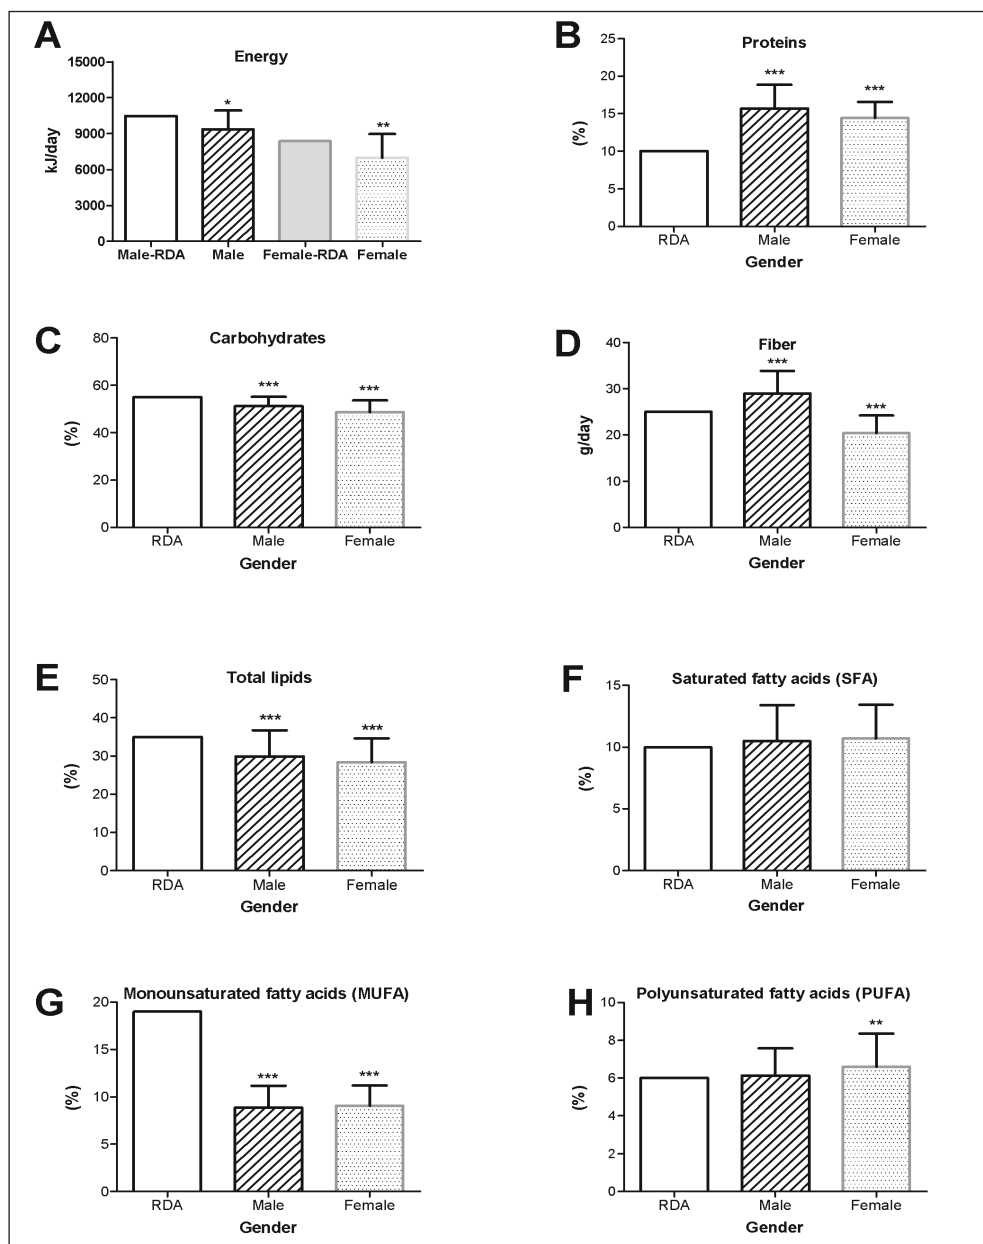 A
Energy
15000
12000
9000
6000
3000
0
kJ/day
*
**
Male-RDA Male Female-RDA Female
B
Proteins
25
20
15
10
5
0
(%)
***
***
RDA Male Female
Gender
C
Carbohydrates
80
60
40
20
0
(%)
***
***
RDA Male Female
Gender
D
Fiber
40
30
20
10
0
g/day
***
***
RDA Male Female
Gender
E
Total lipids
50
40
30
20
10
0
(%)
***
***
RDA Male Female
Gender
F
Saturated fatty acids (SFA)
15
10
5
0
(%)
RDA Male Female
Gender
G
Monounsaturated fatty acids (MUFA)
20
15
10
5
0
(%)
***
***
RDA Male Female
Gender
H
Polyunsaturated fatty acids (PUFA)
10
8
6
4
2
0
(%)
**
RDA Male Female
Gender